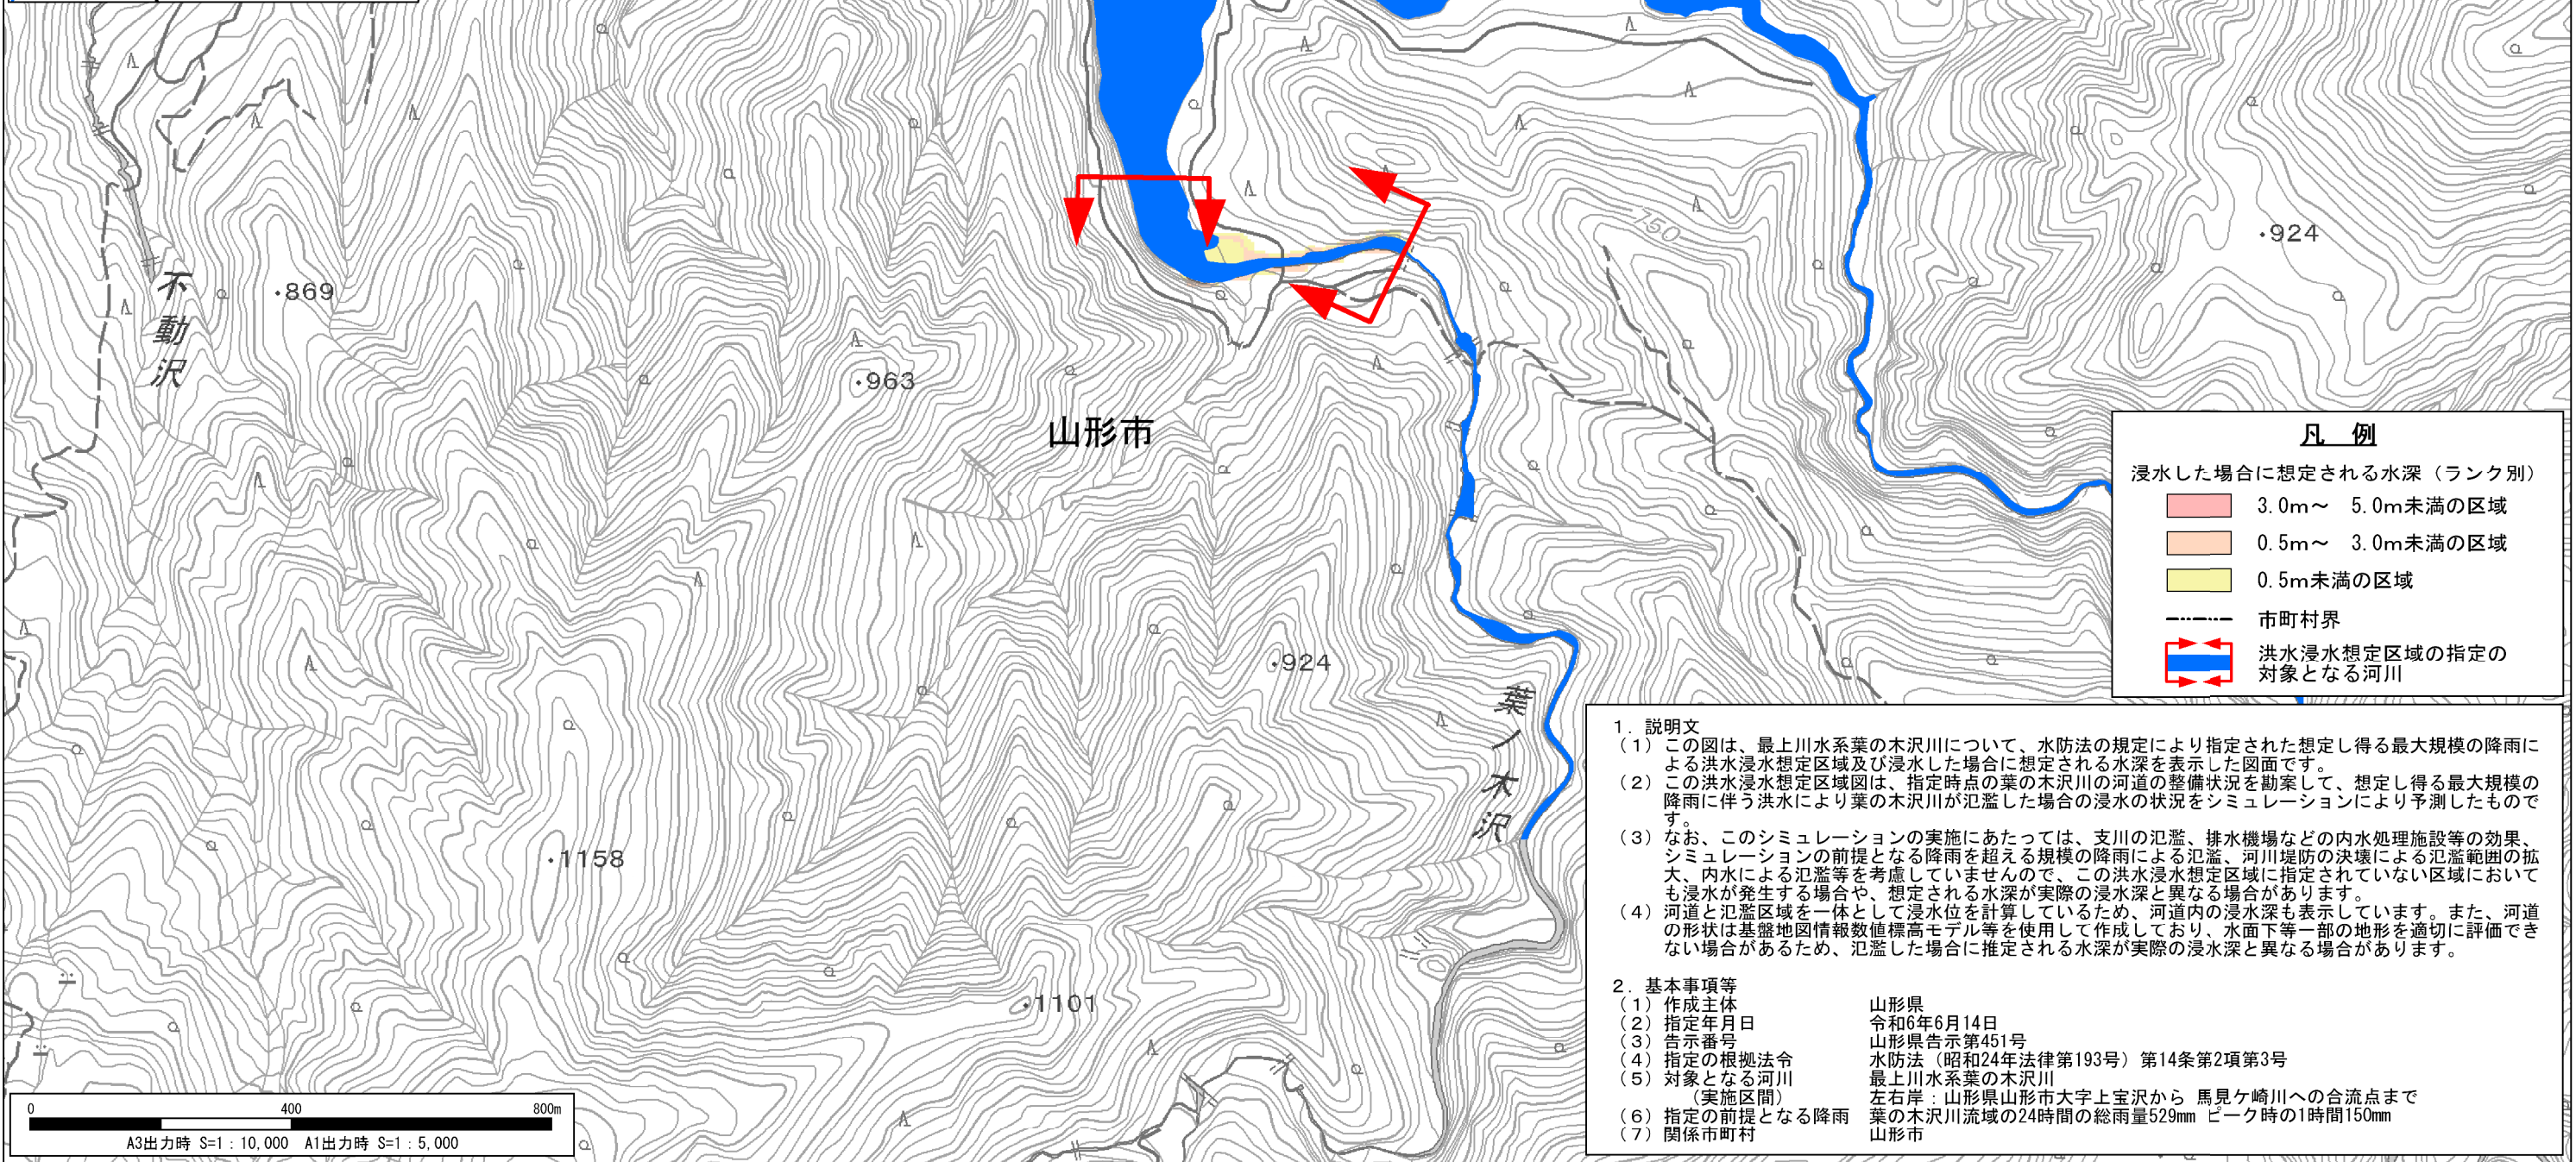 750
924
不動沢
869
963
山形市
924
葉ノ木沢
1158
1101
凡 例
浸水した場合に想定される水深（ランク別）
3.0m～ 5.0m未満の区域
0.5m～ 3.0m未満の区域
0.5m未満の区域
市町村界
洪水浸水想定区域の指定の
対象となる河川
1. 説明文
（1）この図は、最上川水系葉の木沢川について、水防法の規定により指定された想定し得る最大規模の降雨に
よる洪水浸水想定区域及び浸水した場合に想定される水深を表示した図面です。
（2）この洪水浸水想定区域図は、指定時点の葉の木沢川の河道の整備状況を勘案して、想定し得る最大規模の
降雨に伴う洪水により葉の木沢川が氾濫した場合の浸水の状況をシミュレーションにより予測したもので
す。
（3）なお、このシミュレーションの実施にあたっては、支川の氾濫、排水機場などの内水処理施設等の効果、
シミュレーションの前提となる降雨を超える規模の降雨による氾濫、河川堤防の決壊による氾濫範囲の拡
大、内水による氾濫等を考慮していませんので、この洪水浸水想定区域に指定されていない区域において
も浸水が発生する場合や、想定される水深が実際の浸水深と異なる場合があります。
（4）河道と氾濫区域を一体として浸水位を計算しているため、河道内の浸水深も表示しています。また、河道
の形状は基盤地図情報数値標高モデル等を使用して作成しており、水面下等一部の地形を適切に評価でき
ない場合があるため、氾濫した場合に推定される水深が実際の浸水深と異なる場合があります。
2. 基本事項等
（1）作成主体 山形県
（2）指定年月日 令和6年6月14日
（3）告示番号 山形県告示第451号
（4）指定の根拠法令 水防法（昭和24年法律第193号）第14条第2項第3号
（5）対象となる河川 最上川水系葉の木沢川
（実施区間） 左右岸：山形県山形市大字上宝沢から 馬見ケ崎川への合流点まで
（6）指定の前提となる降雨 葉の木沢川流域の24時間の総雨量529mm ピーク時の1時間150mm
（7）関係市町村 山形市
0 400 800m
A3出力時 S=1：10,000 A1出力時 S=1：5,000